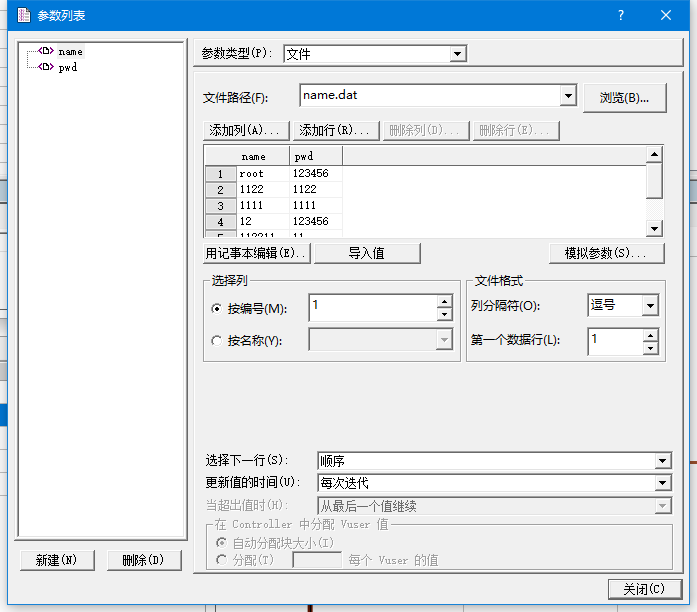 参数列表
name
pwd
参数类型(P): 文件
文件路径(F): name.dat 浏览(B)...
添加列(A)... 添加行(R)... 删除列(D)... 删除行(E)...
name pwd
1 root 123456
2 1122 1122
3 1111 1111
4 12 123456
用记事本编辑(E).. 导入值 模拟参数(S)...
选择列
按编号(M): 1
按名称(Y):
文件格式
列分隔符(O): 逗号
第一个数据行(L): 1
选择下一行(S): 顺序
更新值的时间(U): 每次迭代
当超出值时(H): 从最后一个值继续
在 Controller 中分配 Vuser 值
自动分配块大小(I)
分配(T) 每个 Vuser 的值
新建(N) 删除(D)
关闭(C)